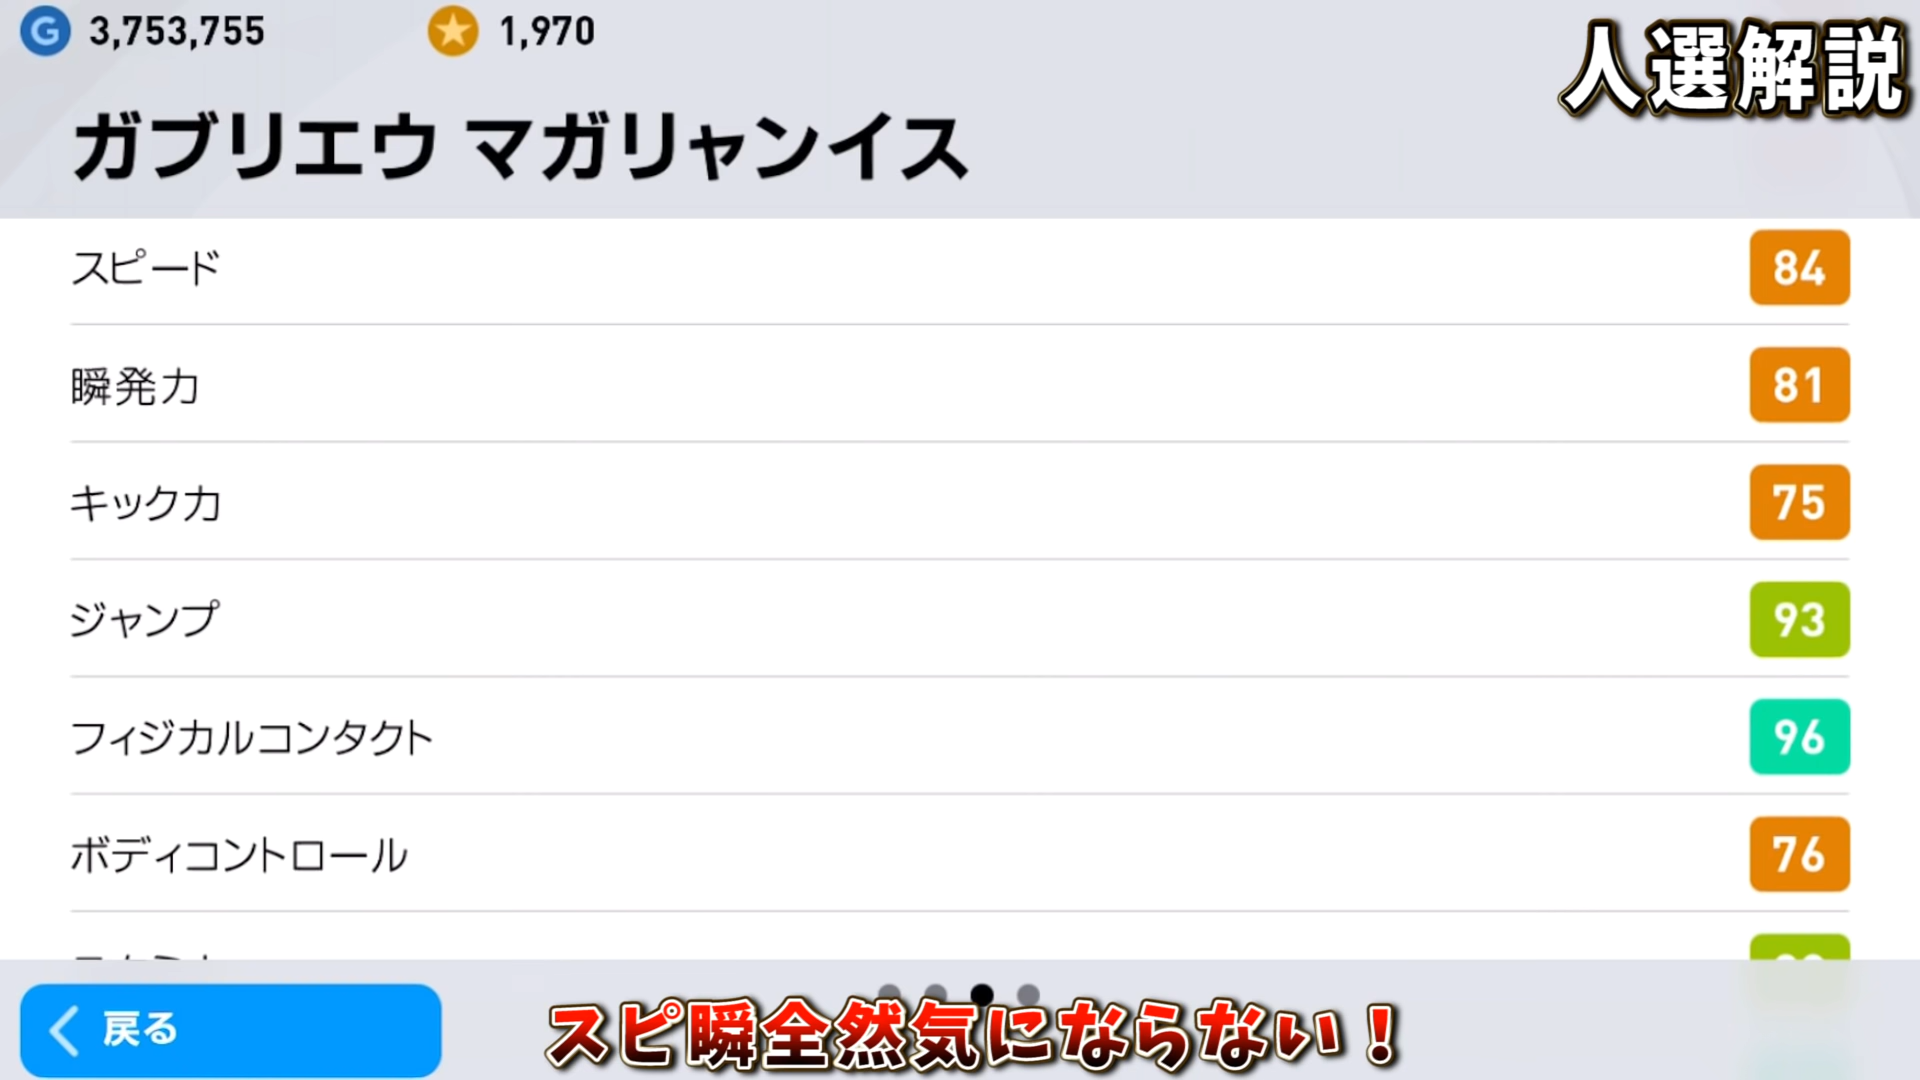 G 3,753,755 1,970
人選解説
ガブリエウ マガリャンイス
スピード 84
瞬発力 81
キック力 75
ジャンプ 93
フィジカルコンタクト 96
ボディコントロール 76
戻る
スピ瞬全然気にならない！